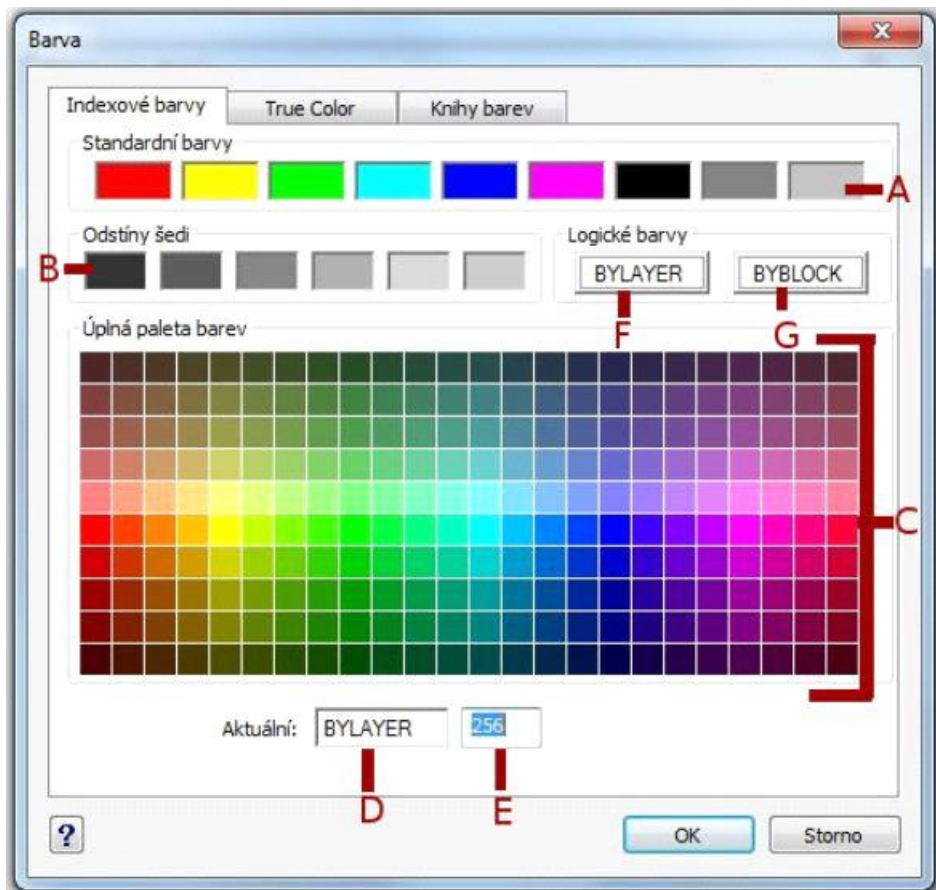 Barva
Indexové barvy True Color Knihy barev
Standardní barvy
A
Odstíny šedi Logické barvy
B BYLAYER BYBLOCK
F G
Úplná paleta barev
C
Aktuální: BYLAYER 256
D E
? OK Storno